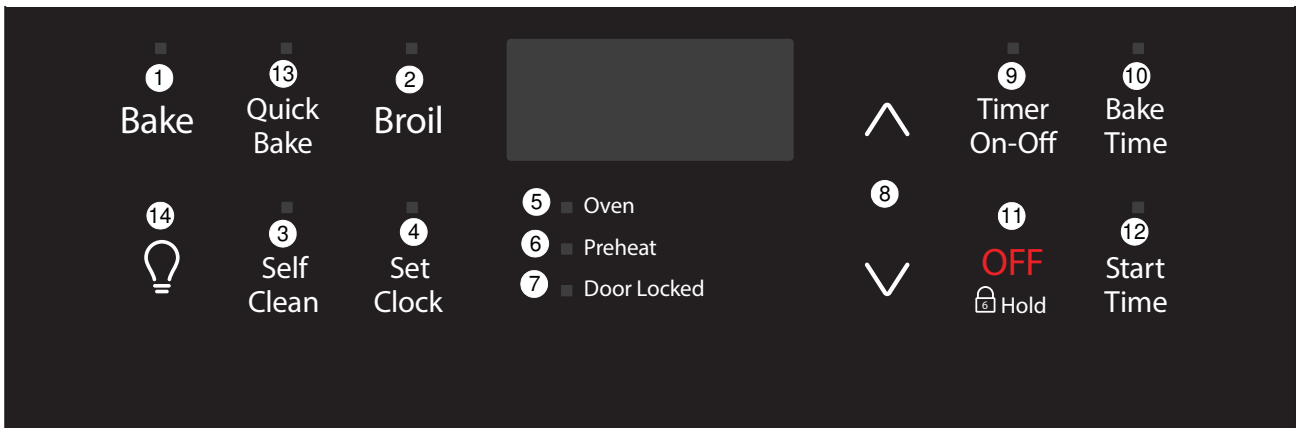 1
Bake
13
Quick
Bake
2
Broil
14
3
Self
Clean
4
Set
Clock
5 Oven
6 Preheat
7 Door Locked
8
9
Timer
On-Off
10
Bake
Time
11
OFF
6 Hold
12
Start
Time